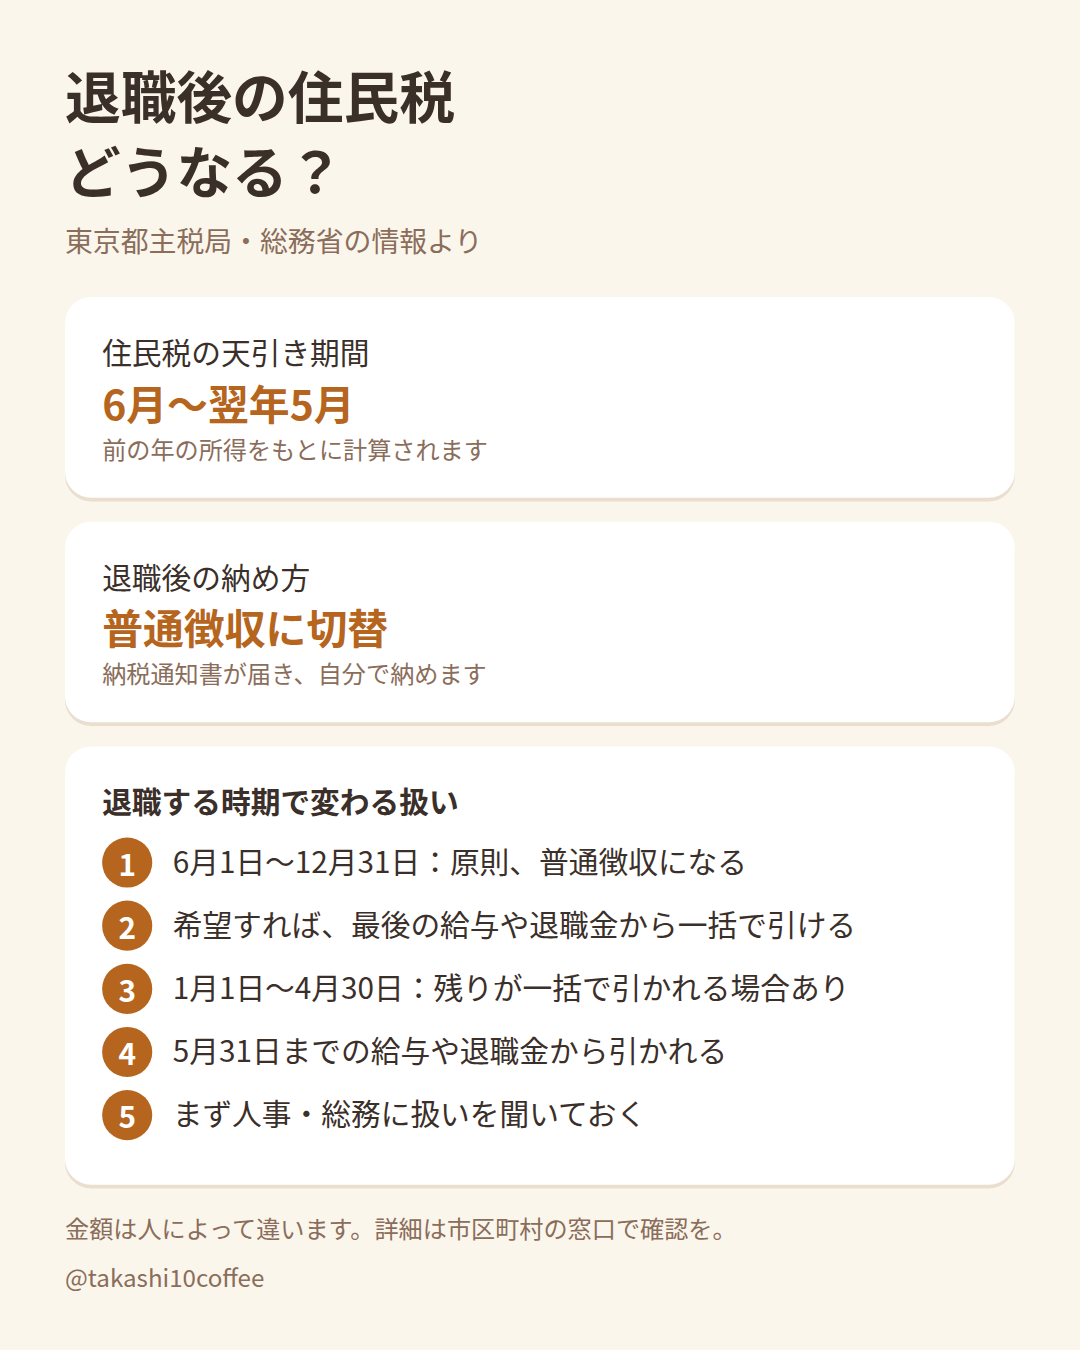 退職後の住民税
どうなる？
東京都主税局・総務省の情報より
住民税の天引き期間
6月〜翌年5月
前の年の所得をもとに計算されます
退職後の納め方
普通徴収に切替
納税通知書が届き、自分で納めます
退職する時期で変わる扱い
1 6月1日〜12月31日：原則、普通徴収になる
2 希望すれば、最後の給与や退職金から一括で引ける
3 1月1日〜4月30日：残りが一括で引かれる場合あり
4 5月31日までの給与や退職金から引かれる
5 まず人事・総務に扱いを聞いておく
金額は人によって違います。詳細は市区町村の窓口で確認を。
@takashi10coffee